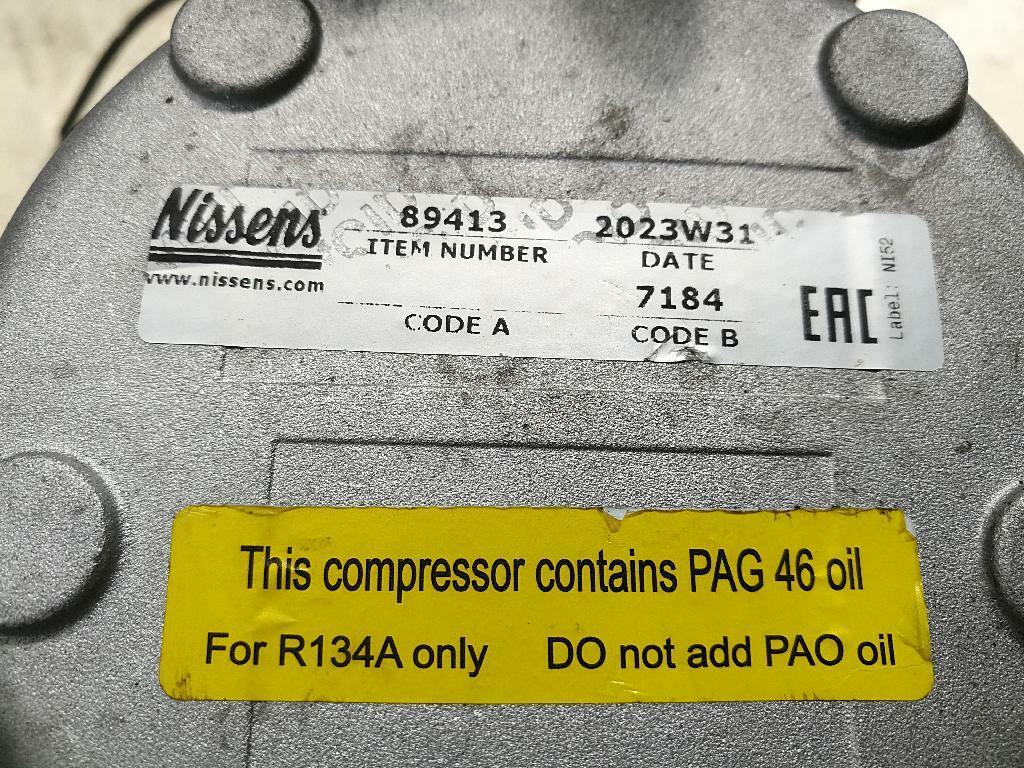 Nissens
www.nissens.com
89413
ITEM NUMBER
CODE A
2023W31
DATE
7184
CODE B
EAC
Label: NI52
This compressor contains PAG 46 oil
For R134A only DO not add PAO oil